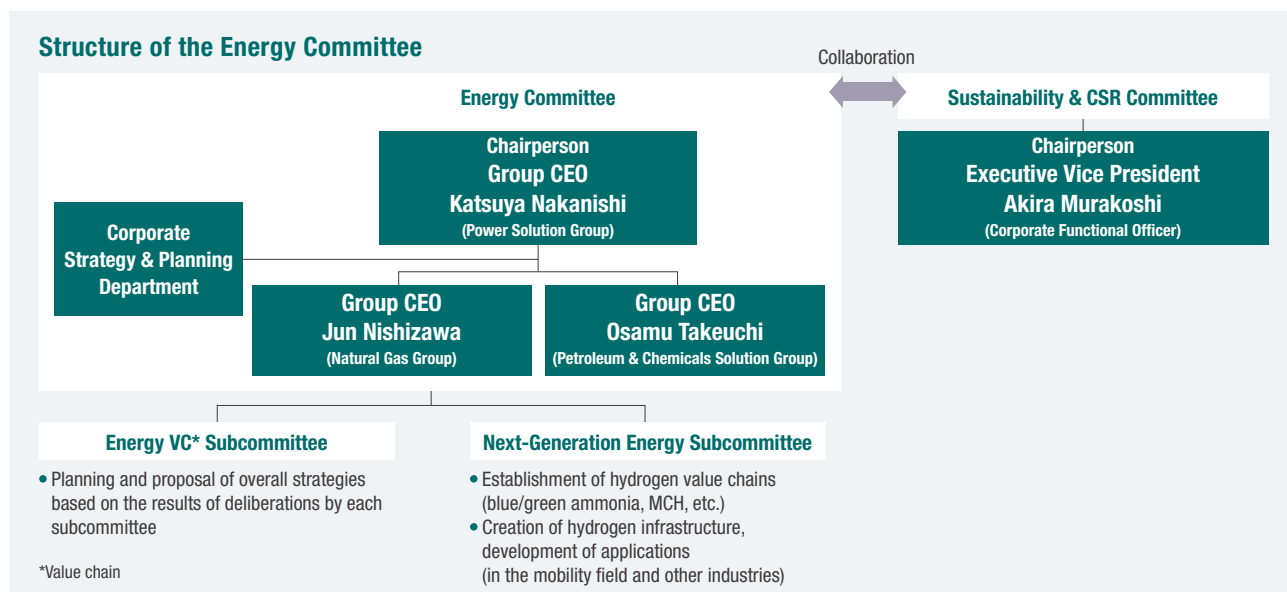 Structure of the Energy Committee
Collaboration
Energy Committee
Sustainability & CSR Committee
Chairperson
Group CEO
Katsuya Nakanishi
(Power Solution Group)
Chairperson
Executive Vice President
Akira Murakoshi
(Corporate Functional Officer)
Corporate
Strategy & Planning
Department
Group CEO
Jun Nishizawa
(Natural Gas Group)
Group CEO
Osamu Takeuchi
(Petroleum & Chemicals Solution Group)
Energy VC* Subcommittee
• Planning and proposal of overall strategies
based on the results of deliberations by each
subcommittee
*Value chain
Next-Generation Energy Subcommittee
• Establishment of hydrogen value chains
(blue/green ammonia, MCH, etc.)
• Creation of hydrogen infrastructure,
development of applications
(in the mobility field and other industries)